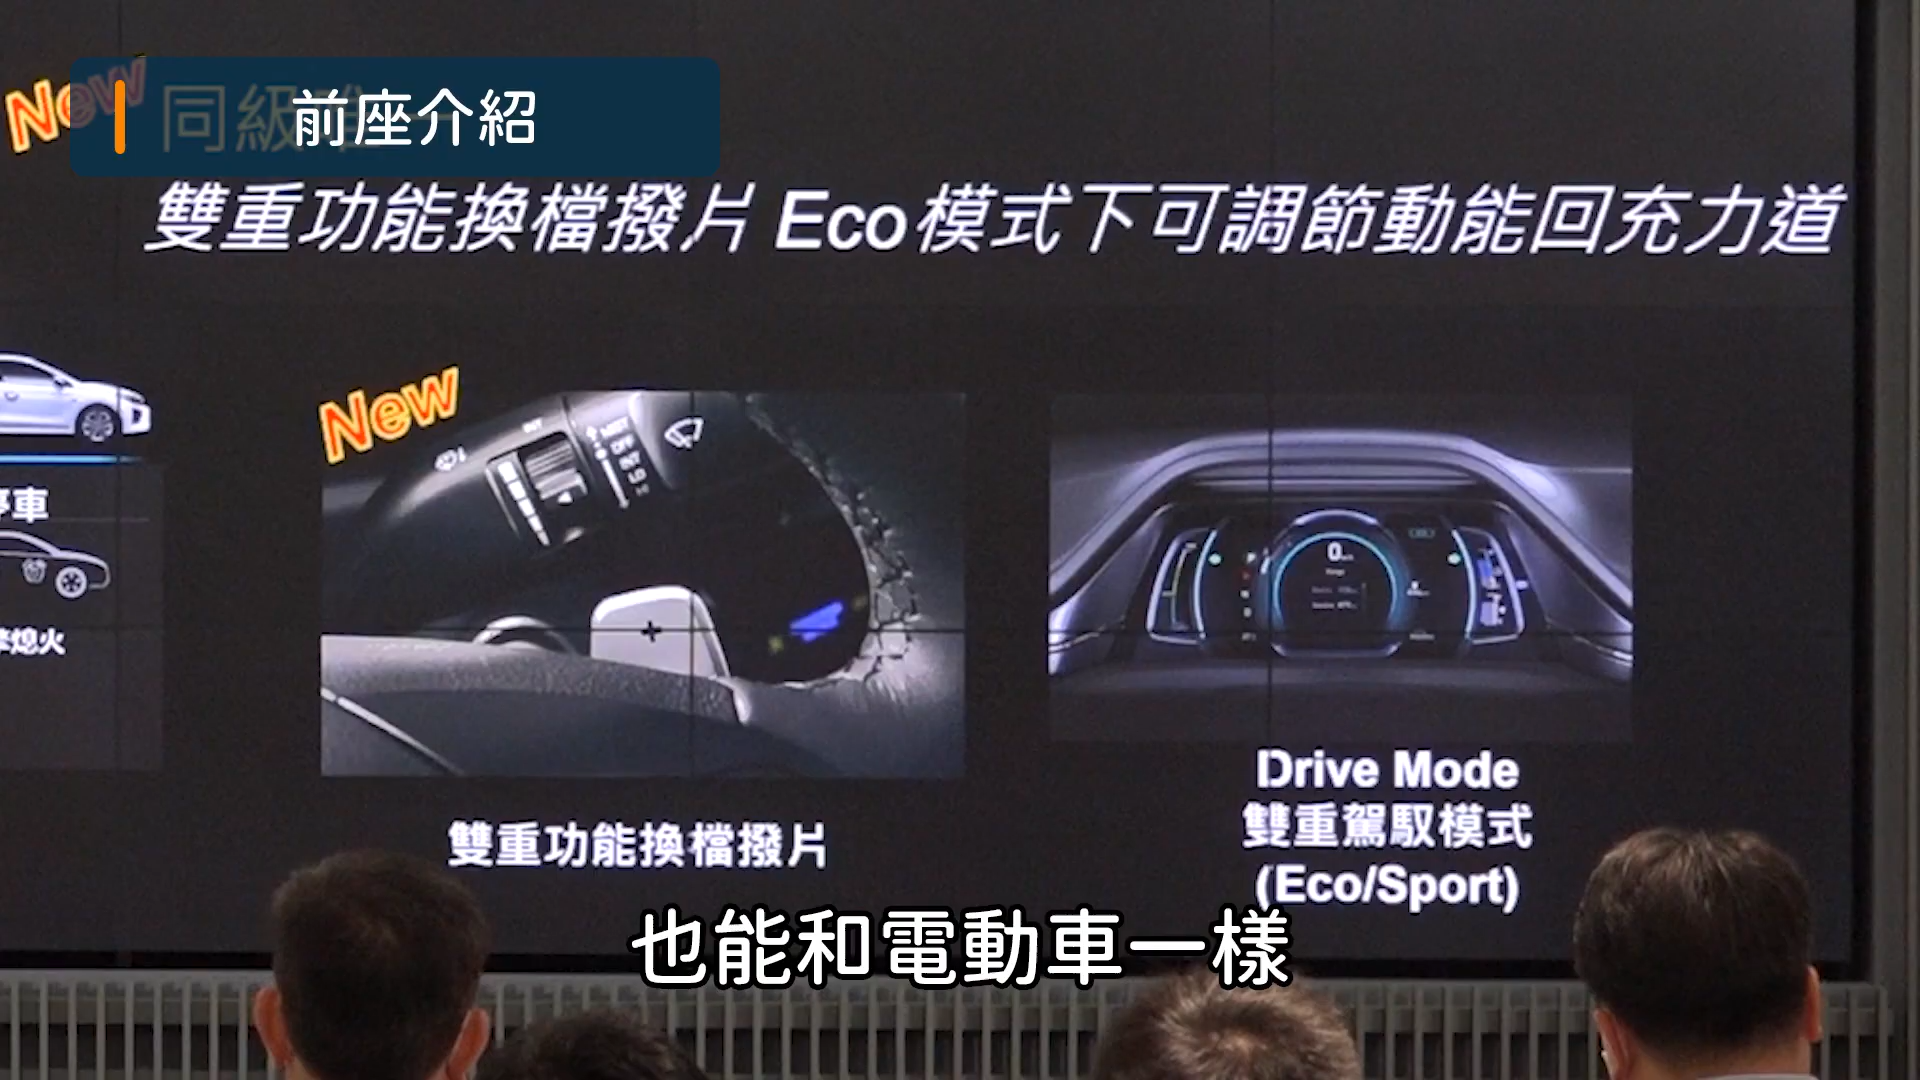 New
同級
前座介紹
雙重功能換檔撥片 Eco模式下可調節動能回充力道
New
停車
熄火
OFF
+
0
雙重功能換檔撥片
Drive Mode
雙重駕馭模式
(Eco/Sport)
也能和電動車一樣